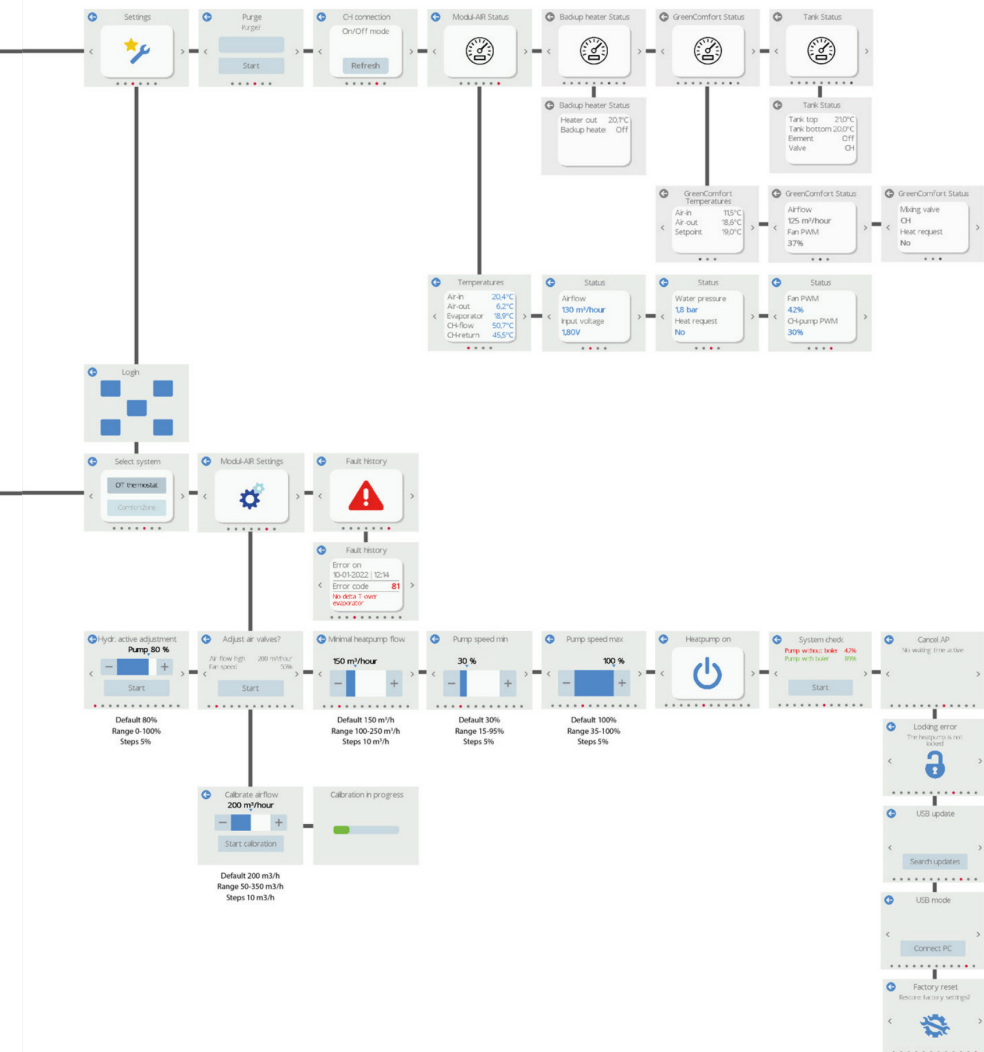 Settings
Purge
Purge?
Start
CH connection
On/Off mode
Refresh
Modul-AIR Status
Backup heater Status
GreenComfort Status
Tank Status
Backup heater Status
Heater out 20,1°C
Backup heate Off
Tank Status
Tank top 21,0°C
Tank bottom 20,0°C
Element Off
Valve CH
GreenComfort
Temperatures
Air-in 11,5°C
Air-out 18,6°C
Setpoint 19,0°C
GreenComfort Status
Airflow
125 m³/hour
Fan PWM
37%
GreenComfort Status
Mixing valve
CH
Heat request
No
Temperatures
Air-in 20,4°C
Air-out 6,2°C
Evaporator 18,9°C
CH-flow 50,7°C
CH-return 45,5°C
Status
Airflow
130 m³/hour
Input voltage
1,80V
Status
Water pressure
1,8 bar
Heat request
No
Status
Fan PWM
42%
CH-pump PWM
30%
Login
Select system
OT thermostat
Comfort Zone
Modul-AIR Settings
Fault history
Fault history
Error on
10-01-2022 | 12:14
Error code 81
No delta T over
evaporator
Hydr. active adjustment
Pump 80 %
Start
Default 80%
Range 0-100%
Steps 5%
Adjust air valves?
Air flow high 200 m³/hour
Fan speed 53%
Start
Minimal heatpump flow
150 m³/hour
Default 150 m³/h
Range 100-250 m³/h
Steps 10 m³/h
Pump speed min
30 %
Default 30%
Range 15-95%
Steps 5%
Pump speed max
100 %
Default 100%
Range 35-100%
Steps 5%
Heatpump on
System check
Pump without boiler 42%
Pump with boiler 89%
Start
Cancel AP
No waiting time active
Locking error
The heatpump is not
locked
USB update
Search updates
USB mode
Connect PC
Factory reset
Restore factory settings?
Calibrate airflow
200 m³/hour
Start calibration
Default 200 m3/h
Range 50-350 m3/h
Steps 10 m3/h
Calibration in progress